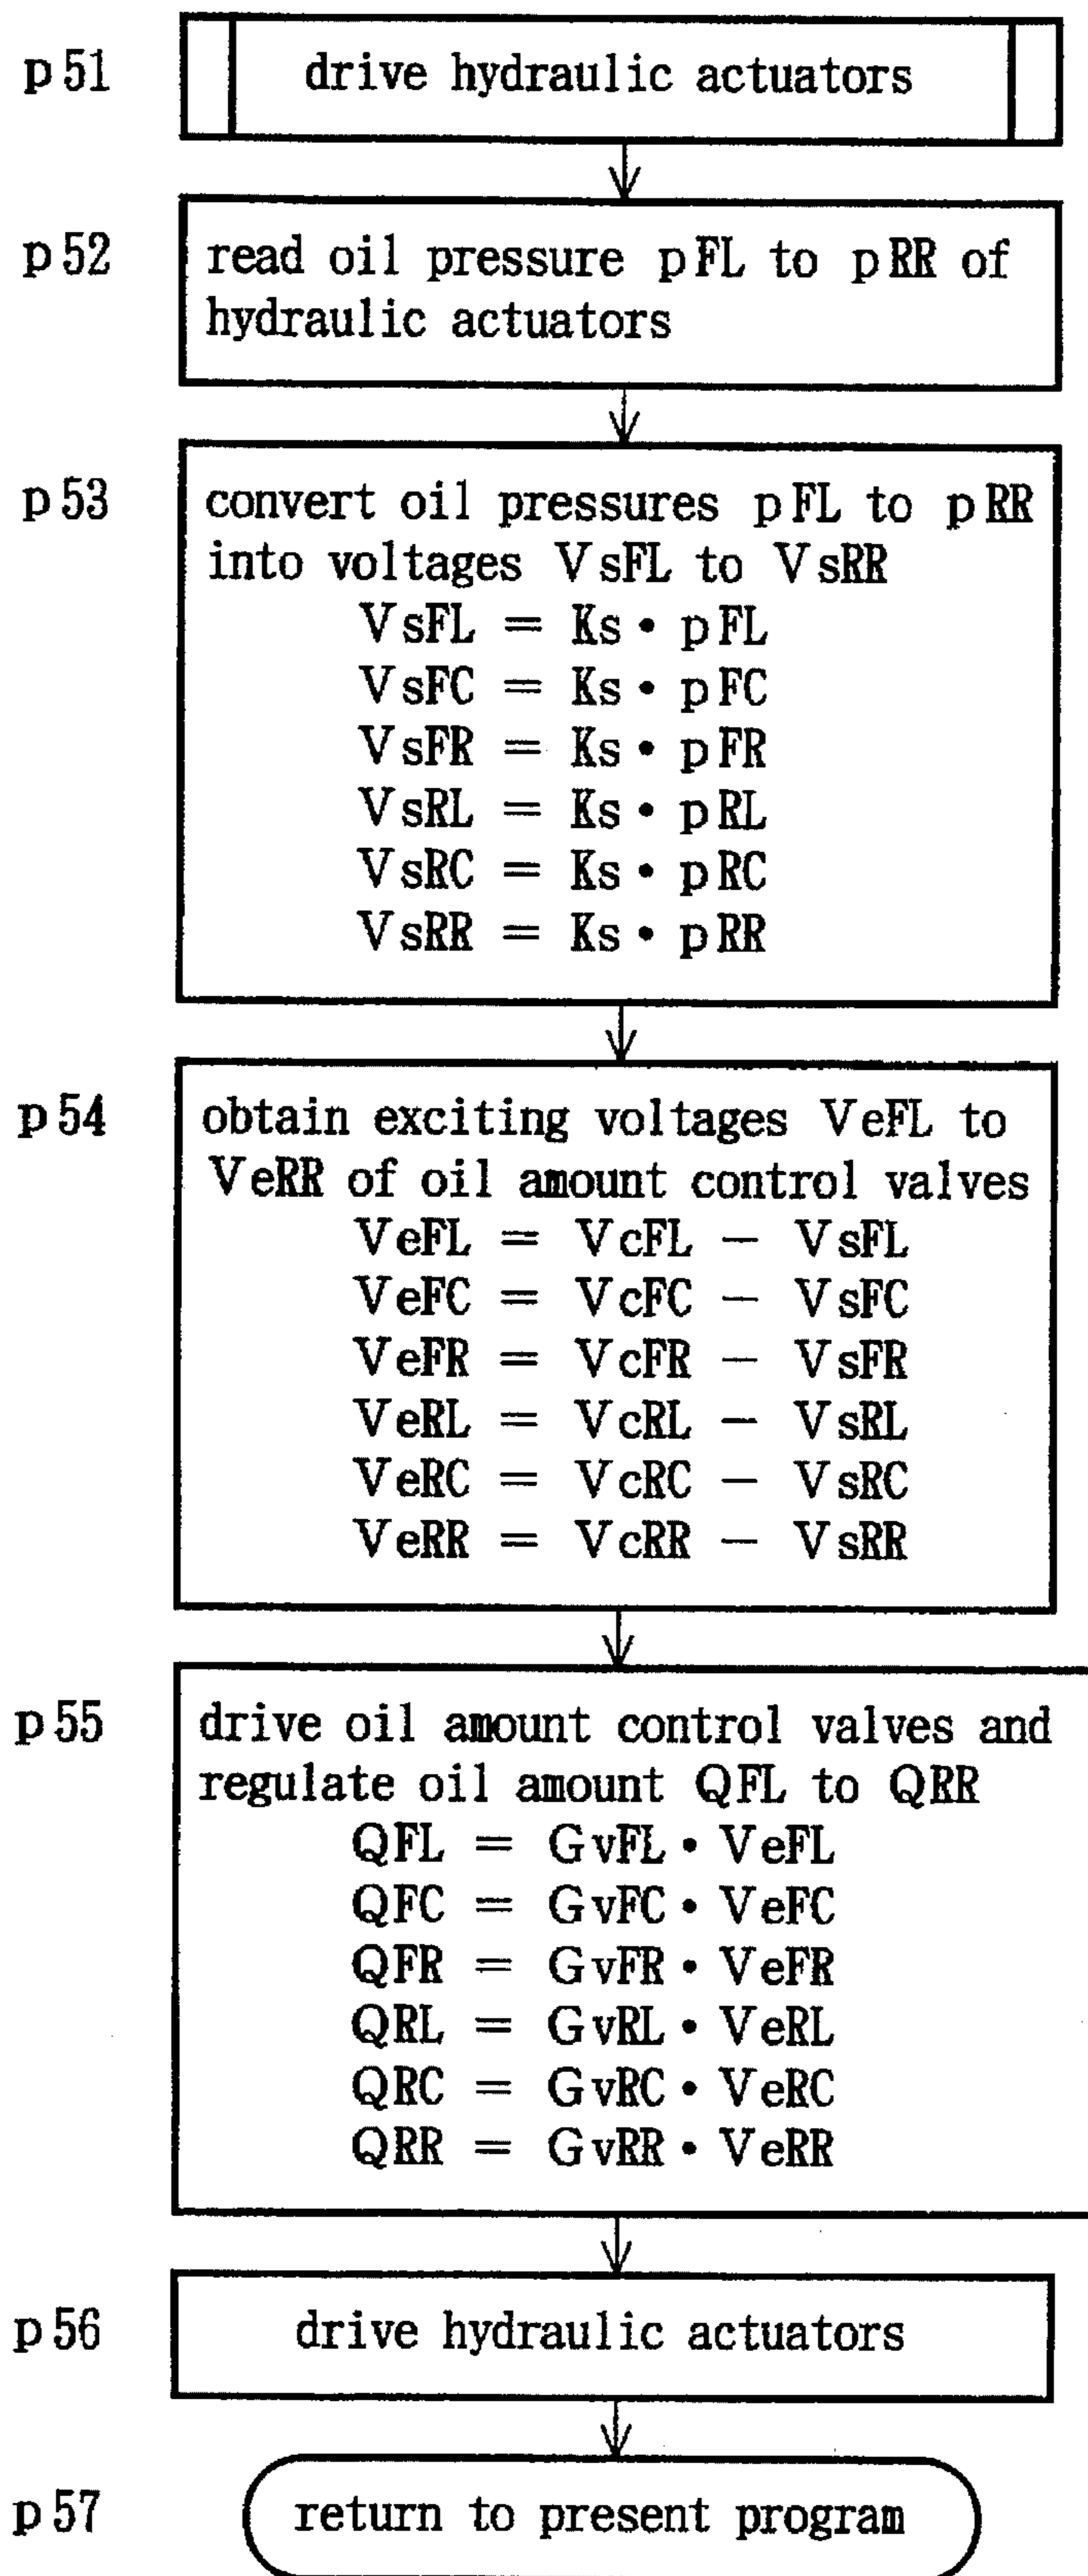 p51 drive hydraulic actuators
p52 read oil pressure pFL to pRR of
hydraulic actuators
p53 convert oil pressures pFL to pRR
into voltages VsFL to VsRR
VsFL = Ks・pFL
VsFC = Ks・pFC
VsFR = Ks・pFR
VsRL = Ks・pRL
VsRC = Ks・pRC
VsRR = Ks・pRR
p54 obtain exciting voltages VeFL to
VeRR of oil amount control valves
VeFL = VcFL − VsFL
VeFC = VcFC − VsFC
VeFR = VcFR − VsFR
VeRL = VcRL − VsRL
VeRC = VcRC − VsRC
VeRR = VcRR − VsRR
p55 drive oil amount control valves and
regulate oil amount QFL to QRR
QFL = GvFL・VeFL
QFC = GvFC・VeFC
QFR = GvFR・VeFR
QRL = GvRL・VeRL
QRC = GvRC・VeRC
QRR = GvRR・VeRR
p56 drive hydraulic actuators
p57 return to present program